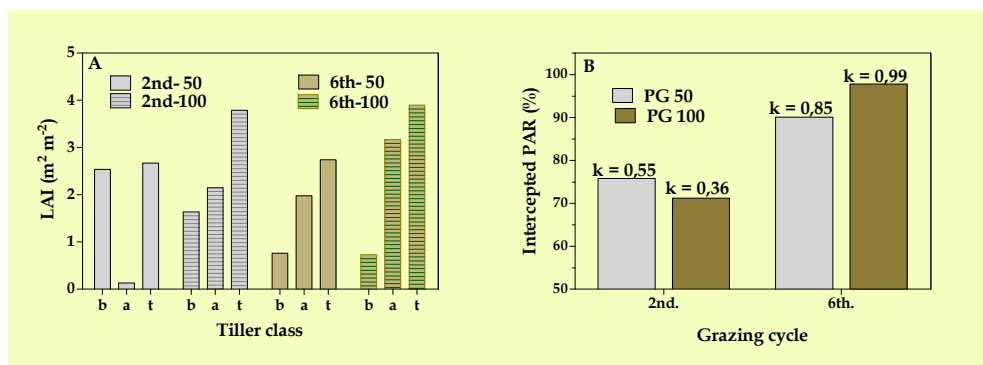 A
2nd- 50
2nd-100
6th- 50
6th-100
5
4
3
2
1
0
LAI (m² m⁻²)
b a t b a t b a t b a t
Tiller class
B
PG 50
PG 100
k = 0,55
k = 0,36
k = 0,85
k = 0,99
100
90
80
70
60
50
Intercepted PAR (%)
2nd. 6th.
Grazing cycle